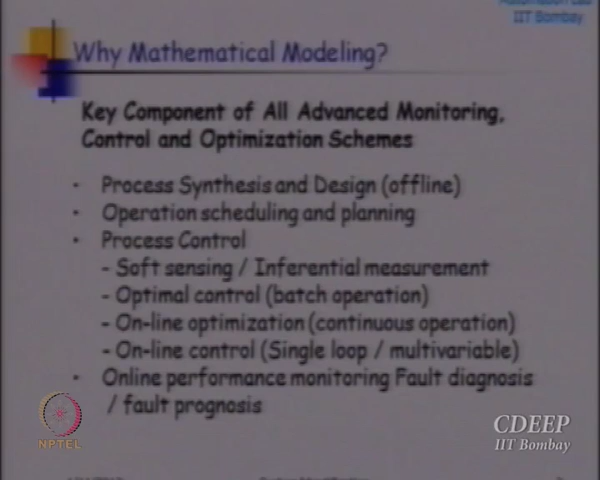 Automation Lab
IIT Bombay
Why Mathematical Modeling?
Key Component of All Advanced Monitoring,
Control and Optimization Schemes
• Process Synthesis and Design (offline)
• Operation scheduling and planning
• Process Control
- Soft sensing / Inferential measurement
- Optimal control (batch operation)
- On-line optimization (continuous operation)
- On-line control (Single loop / multivariable)
• Online performance monitoring Fault diagnosis
/ fault prognosis
NPTEL
CDEEP
IIT Bombay